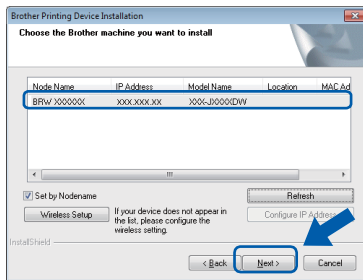 Brother Printing Device Installation
Choose the Brother machine you want to install
Node Name IP Address Model Name Location MAC Ad
BRW XXXXXX XXX.XXX.XX XXX-JXXXXDW
Set by Nodename
Refresh
Wireless Setup
If your device does not appear in
the list, please configure the
wireless setting.
Configure IP Address
InstallShield
< Back
Next >
Cancel